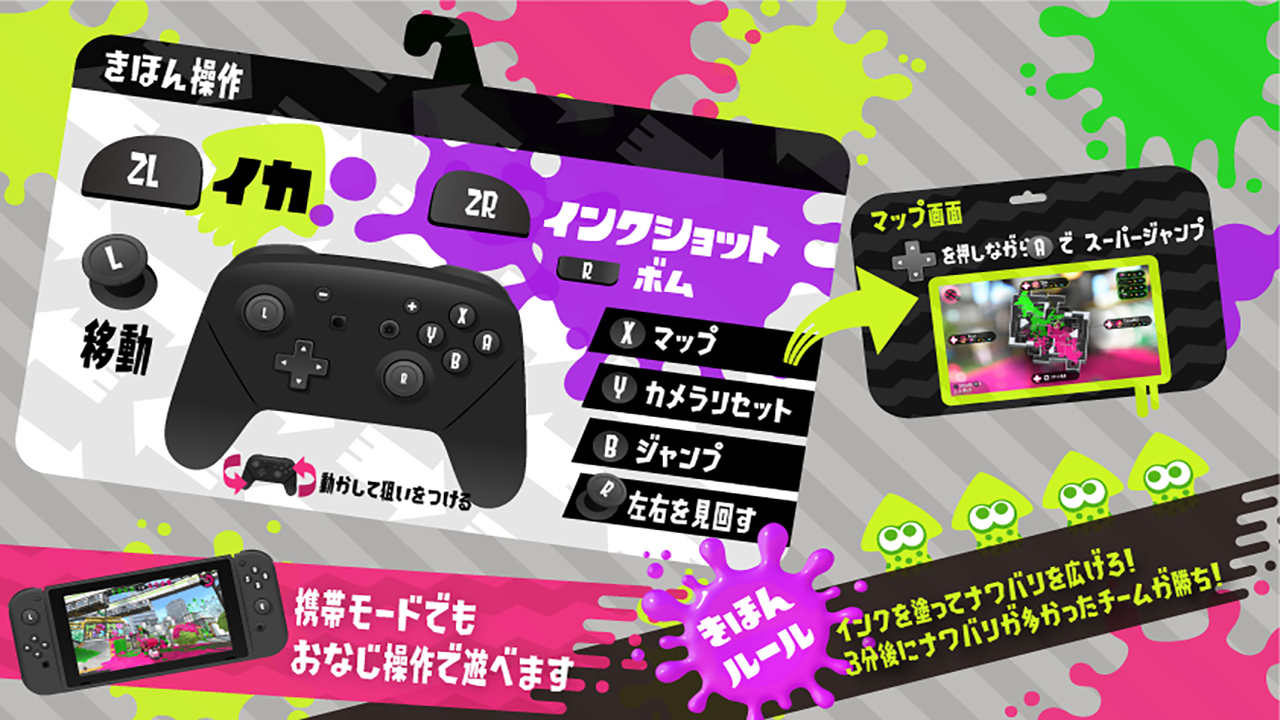 きほん操作
ZL
イカ
ZR
インクショット
R
ボム
L
移動
L
X
Y
A
B
R
X マップ
Y カメラリセット
B ジャンプ
R 左右を見回す
動かして狙いをつける
マップ画面
を押しながら A で スーパージャンプ
携帯モードでも
おなじ操作で遊べます
きほん
ルール
インクを塗ってナワバリを広げろ!
3分後にナワバリが多かったチームが勝ち!